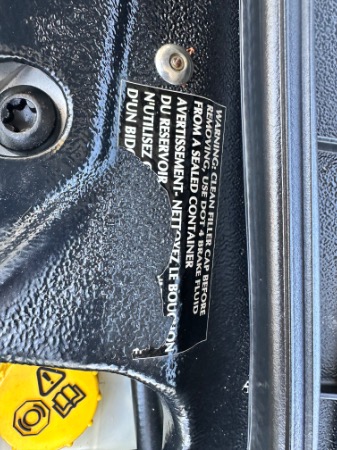 WARNING: CLEAN FILLER CAP BEFORE
REMOVING, USE DOT 4 BRAKE FLUID
FROM A SEALED CONTAINER
AVERTISSEMENT- NETTOYEZ LE BOUCHON
DU RESERVOIR
N'UTILISEZ
D'UN BID